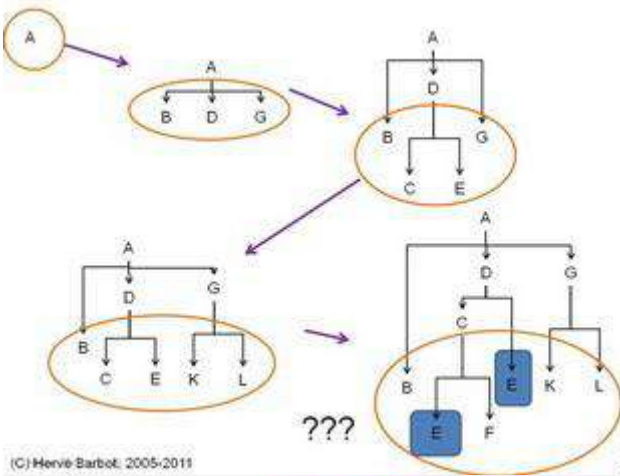 A
A
B D G
A
D
B G
C E
A
D G
B
C E K L
A
D G
C
B E K L
E F
???
(C) Hervé Barbot, 2005-2011